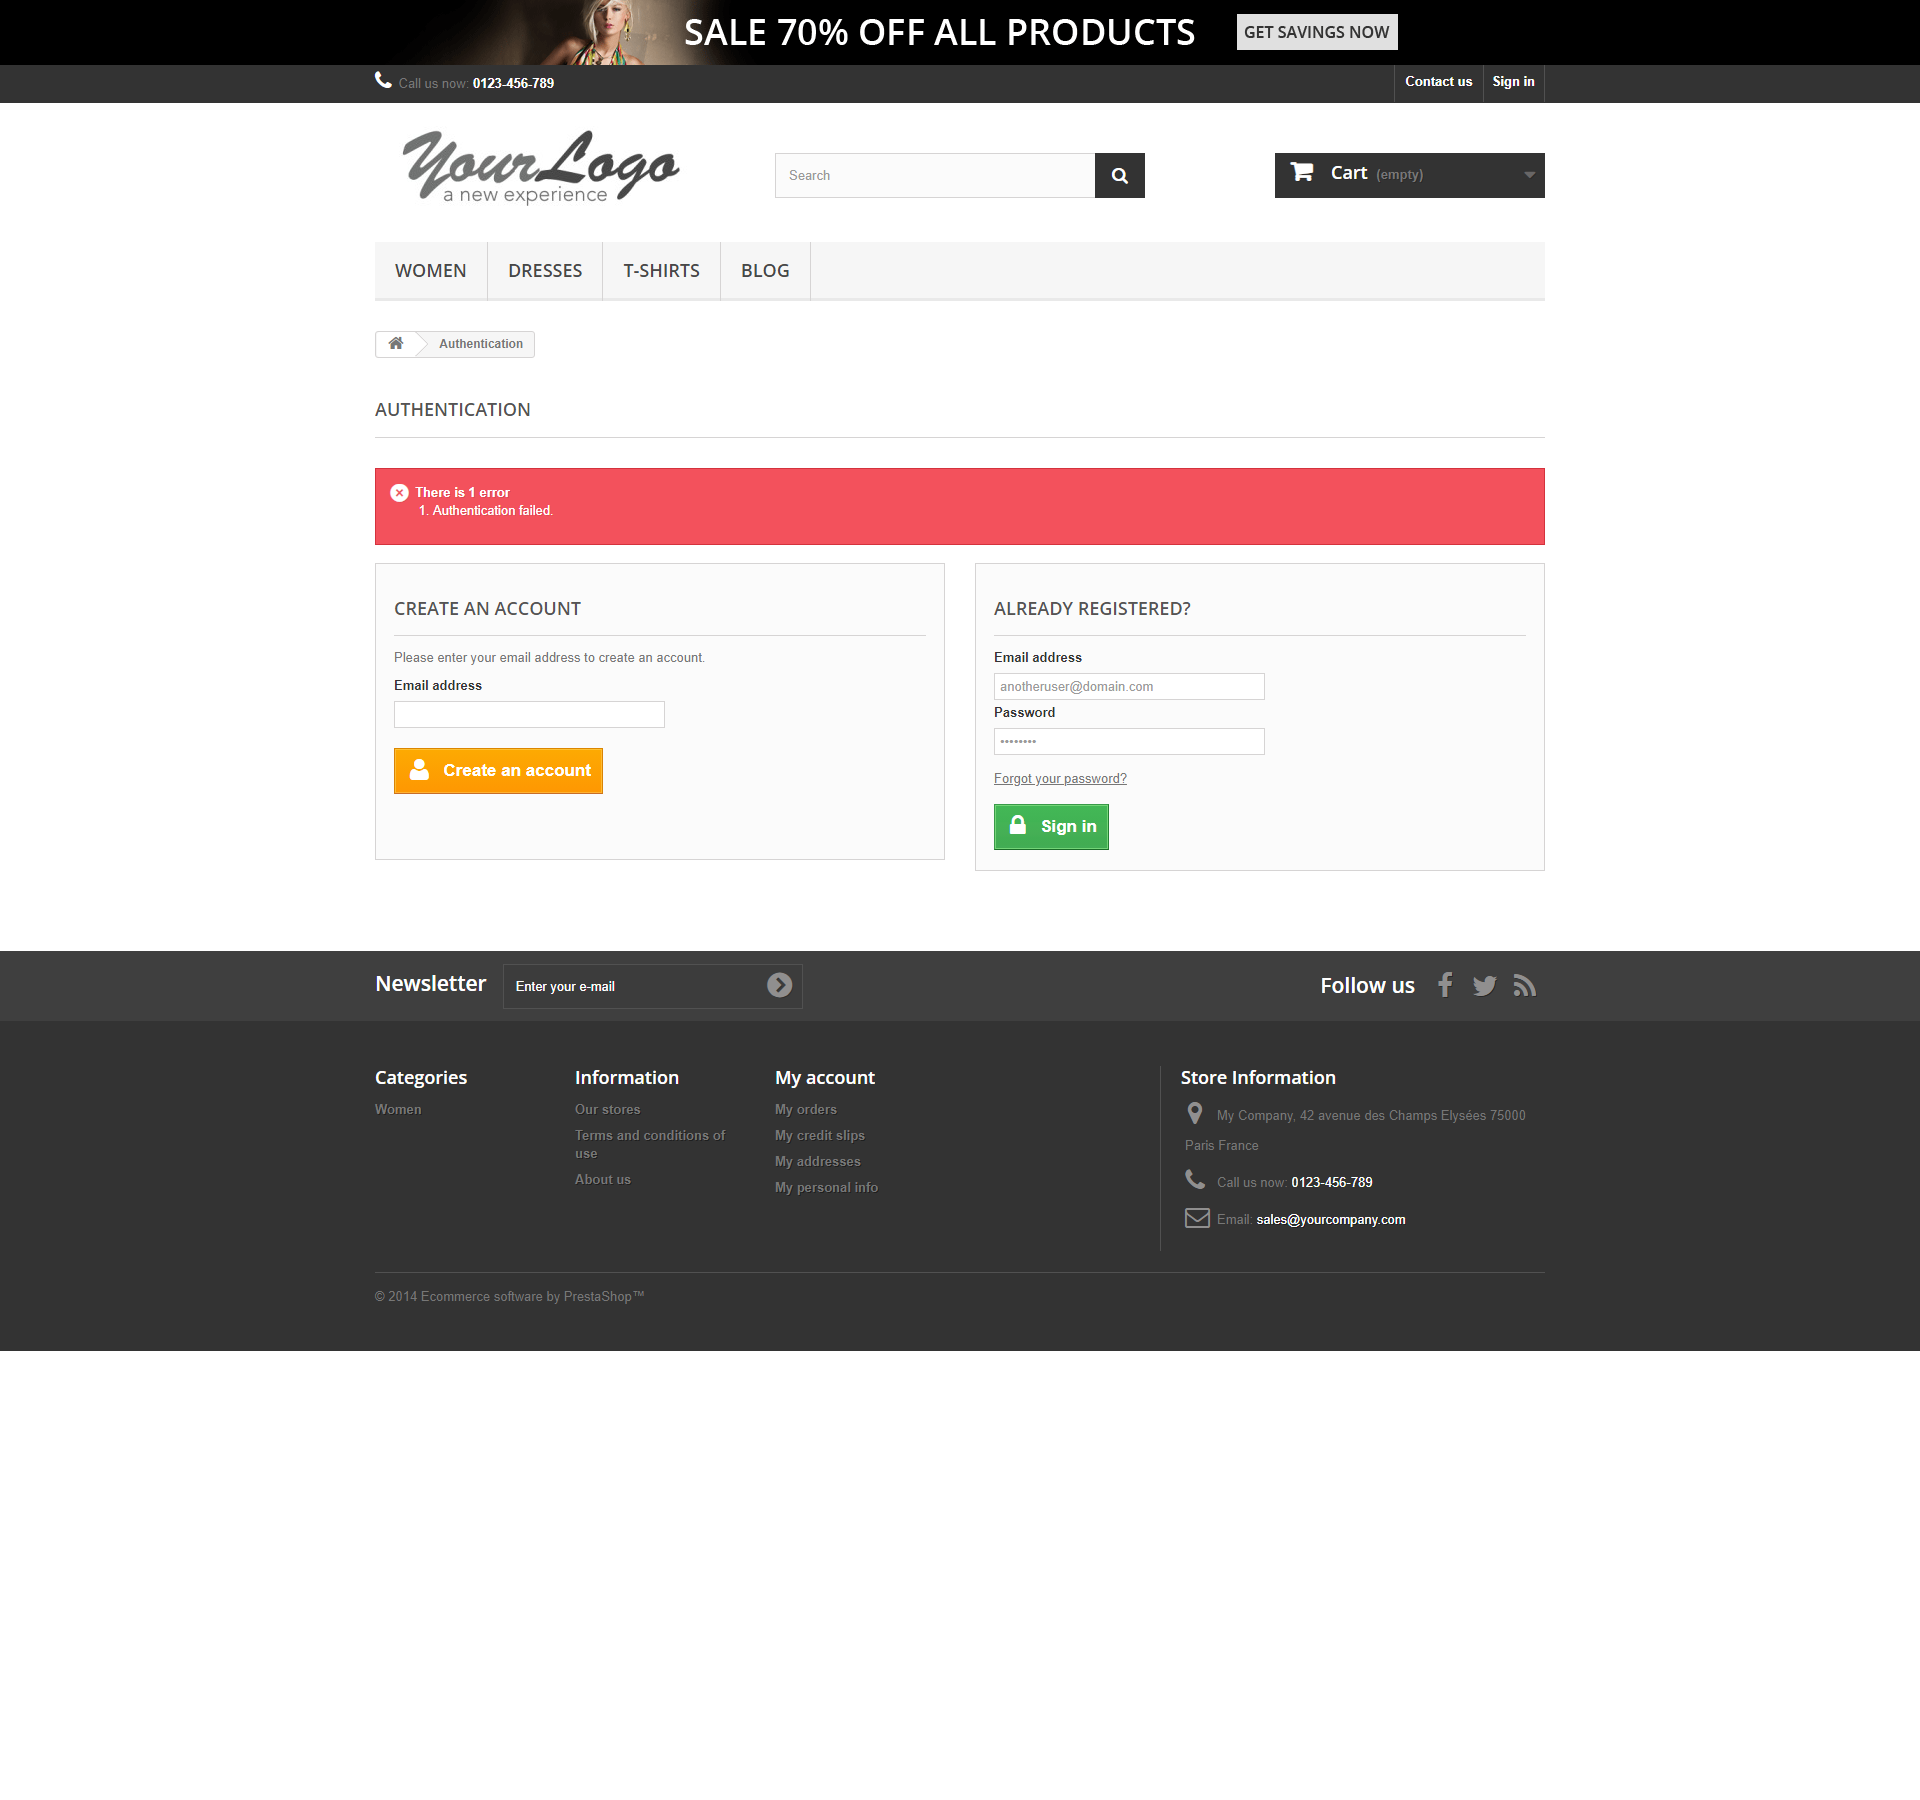 SALE 70% OFF ALL PRODUCTS
GET SAVINGS NOW
Call us now: 0123-456-789
Contact us
Sign in
YourLogo
a new experience
Search
Cart (empty)
WOMEN
DRESSES
T-SHIRTS
BLOG
Authentication
AUTHENTICATION
There is 1 error
1. Authentication failed.
CREATE AN ACCOUNT
Please enter your email address to create an account.
Email address
Create an account
ALREADY REGISTERED?
Email address
anotheruser@domain.com
Password
••••••••
Forgot your password?
Sign in
Newsletter
Enter your e-mail
Follow us
Categories
Women
Information
Our stores
Terms and conditions of
use
About us
My account
My orders
My credit slips
My addresses
My personal info
Store Information
My Company, 42 avenue des Champs Elysées 75000
Paris France
Call us now: 0123-456-789
Email: sales@yourcompany.com
© 2014 Ecommerce software by PrestaShop™